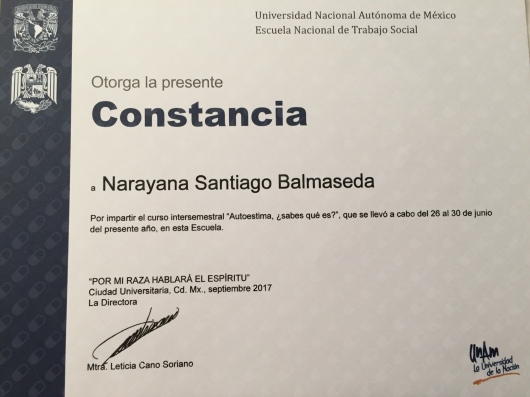 Universidad Nacional Autónoma de México
Escuela Nacional de Trabajo Social
Otorga la presente
Constancia
a Narayana Santiago Balmaseda
Por impartir el curso intersemestral "Autoestima, ¿sabes qué es?", que se llevó a cabo del 26 al 30 de junio
del presente año, en esta Escuela.
"POR MI RAZA HABLARÁ EL ESPÍRITU"
Ciudad Universitaria, Cd. Mx., septiembre 2017
La Directora
Mtra. Leticia Cano Soriano
UNAM
La Universidad
de la Nación